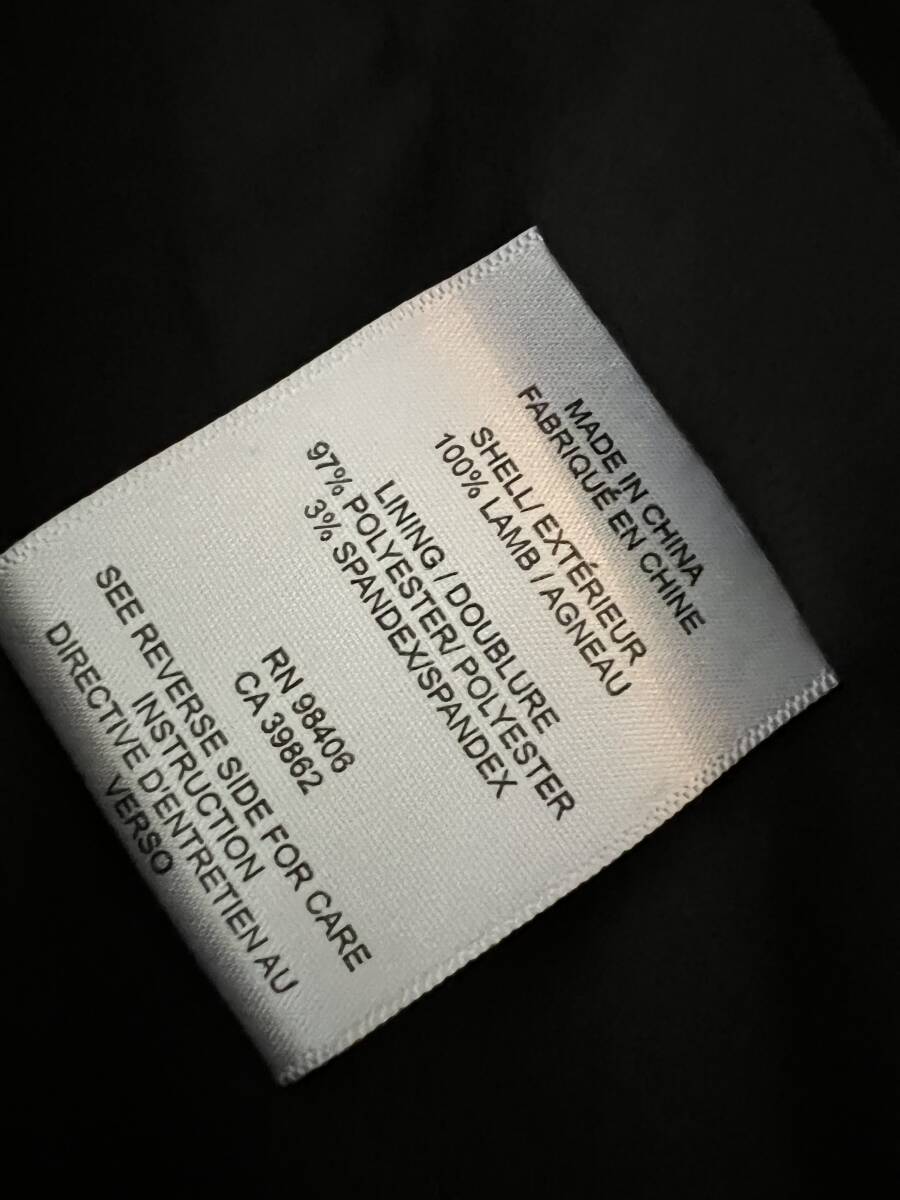 MADE IN CHINA
FABRIQUÉ EN CHINE
SHELL/ EXTÉRIEUR
100% LAMB / AGNEAU
LINING / DOUBLURE
97% POLYESTER/ POLYESTER
3% SPANDEX/SPANDEX
RN 98406
CA 39862
SEE REVERSE SIDE FOR CARE
INSTRUCTION
DIRECTIVE D'ENTRETIEN AU
VERSO